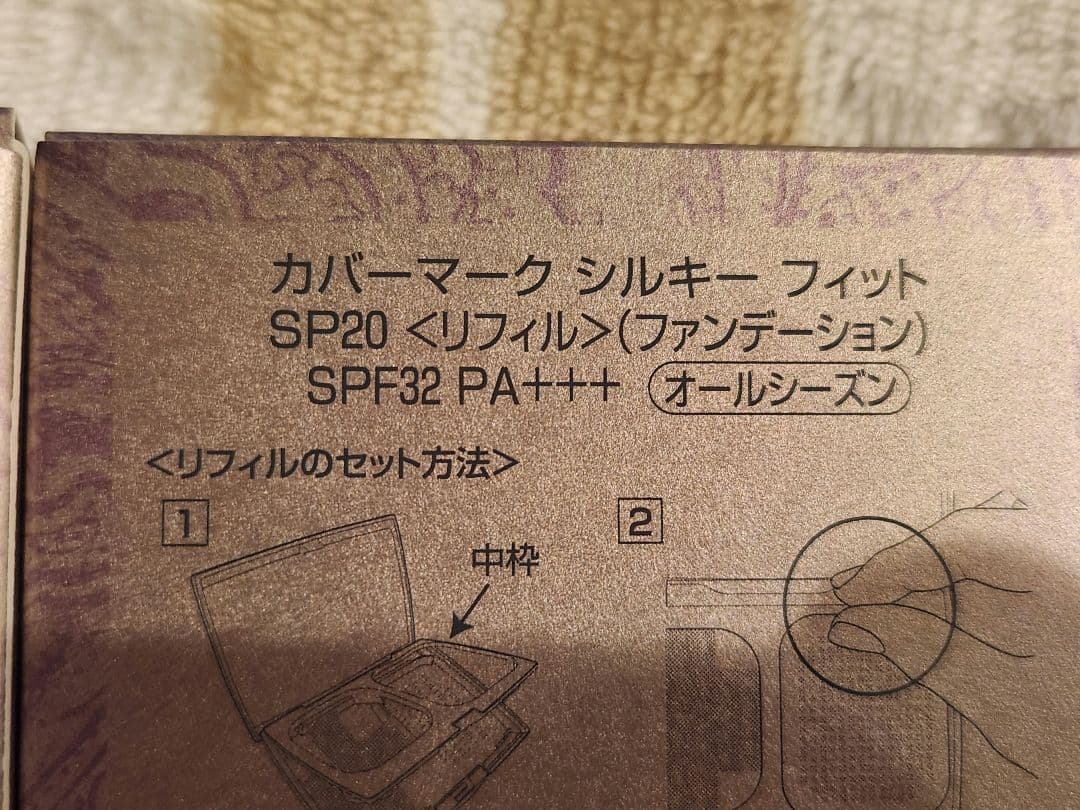 カバーマーク シルキー フィット
SP20 <リフィル>(ファンデーション)
SPF32 PA+++ オールシーズン
<リフィルのセット方法>
1
2
中枠